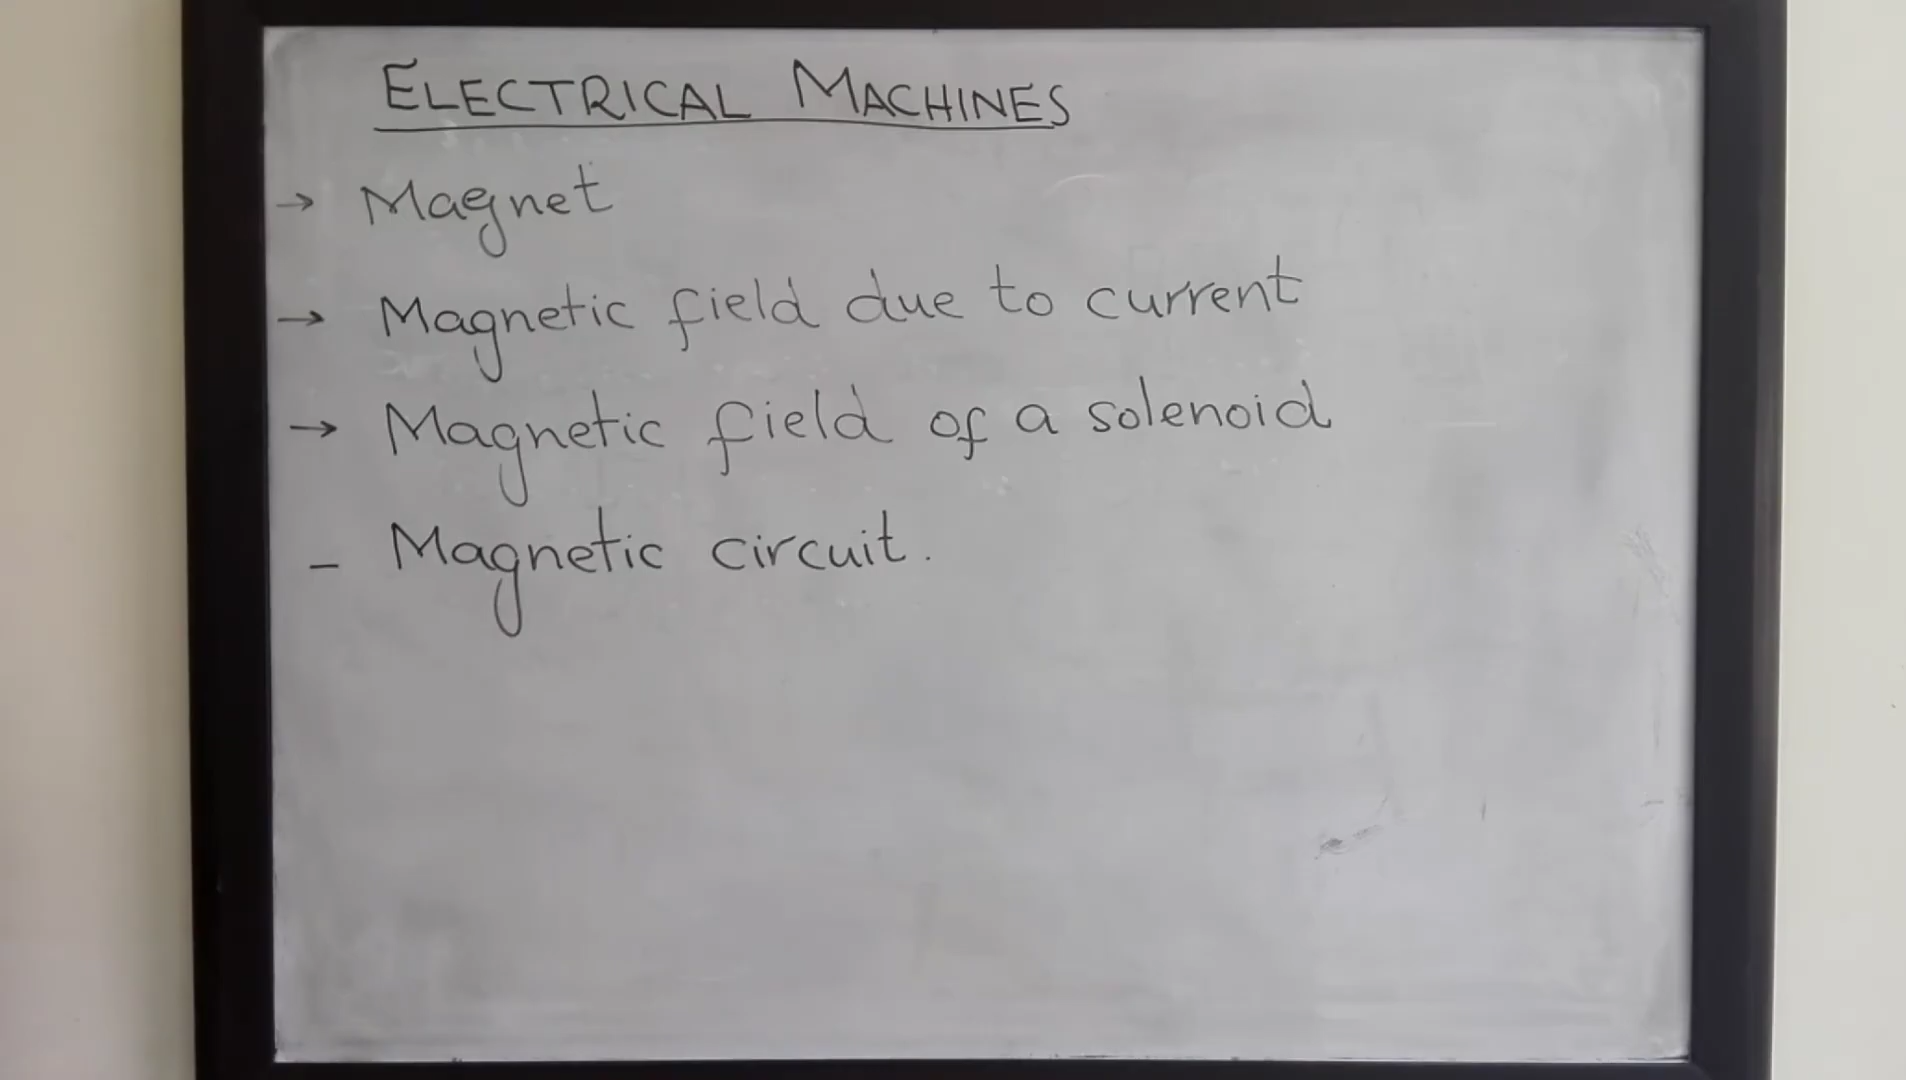 ELECTRICAL MACHINES
→ Magnet
→ Magnetic field due to current
→ Magnetic field of a solenoid
- Magnetic circuit.